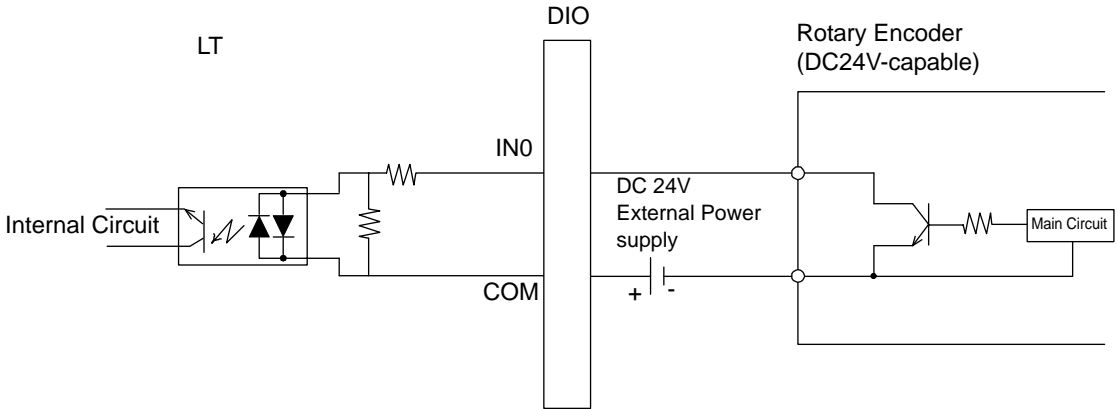 DIO
LT
Rotary Encoder
(DC24V-capable)
IN0
DC 24V
External Power
supply
Internal Circuit
Main Circuit
COM
+ -